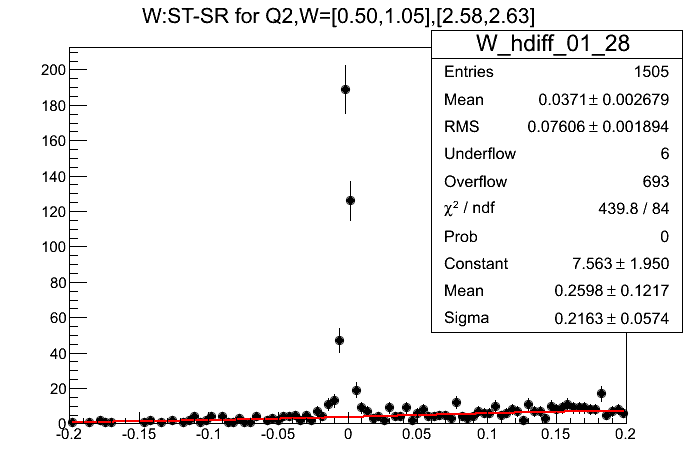 W:ST-SR for Q2,W=[0.50,1.05],[2.58,2.63]
W_hdiff_01_28
Entries 1505
Mean 0.0371 ± 0.002679
RMS 0.07606 ± 0.001894
Underflow 6
Overflow 693
χ² / ndf 439.8 / 84
Prob 0
Constant 7.563 ± 1.950
Mean 0.2598 ± 0.1217
Sigma 0.2163 ± 0.0574
200
180
160
140
120
100
80
60
40
20
0
-0.2 -0.15 -0.1 -0.05 0 0.05 0.1 0.15 0.2